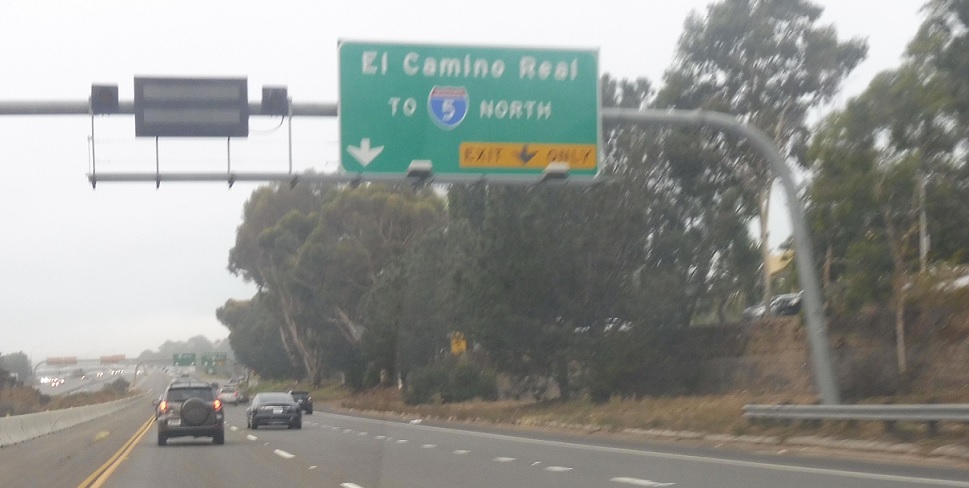 El Camino Real
TO 5 NORTH
EXIT ONLY